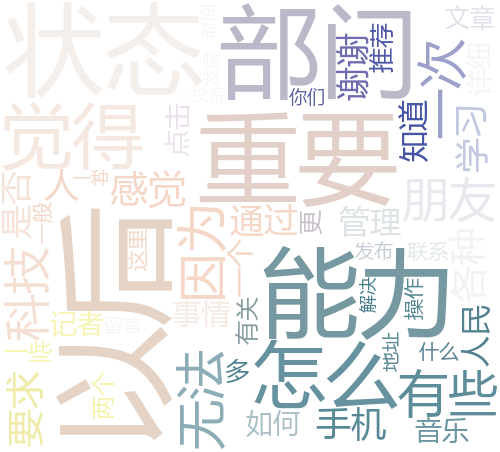 状态
部门
文章
谢谢
推荐
一次
详细
你们
知道
觉得
重要
点击
学习
是否
人
一种
感觉
朋友
一般
因为
通过
更
管理
各种
以后
这里
一个
科技
能力
发布
联系
事情
有关
解决
操作
记者
留言
一些
多
怎么
地址
什么
人民
要求
两个
无法
有些
如何
手机
音乐